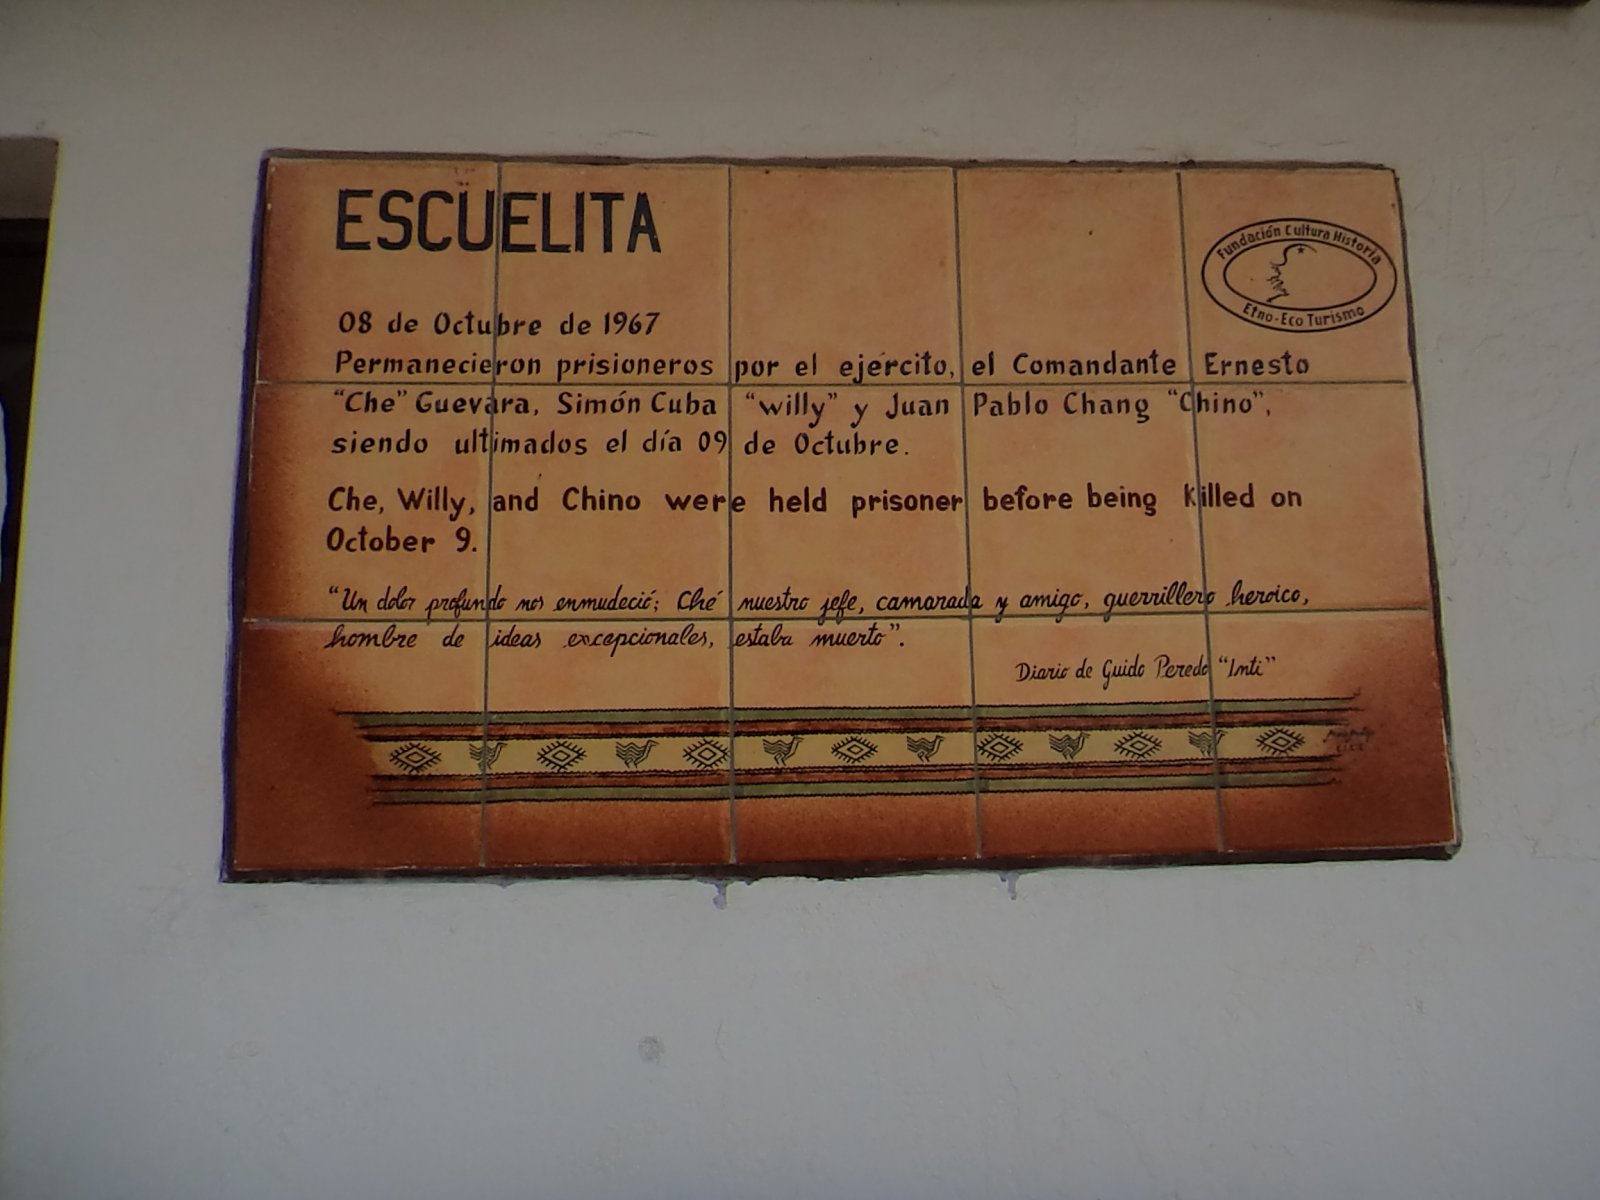 ESCUELITA
Fundación Cultura Historia
Etno-Eco Turismo
08 de Octubre de 1967
Permanecieron prisioneros por el ejército, el Comandante Ernesto
"Che" Guevara, Simón Cuba "willy" y Juan Pablo Chang "Chino",
siendo ultimados el día 09 de Octubre.
Che, Willy, and Chino were held prisoner before being Killed on
October 9.
"Un dolor profundo nos enmudeció; Ché nuestro jefe, camarada y amigo, guerrillero heroico,
hombre de ideas excepcionales, estaba muerto".
Diario de Guido Peredo "Inti"